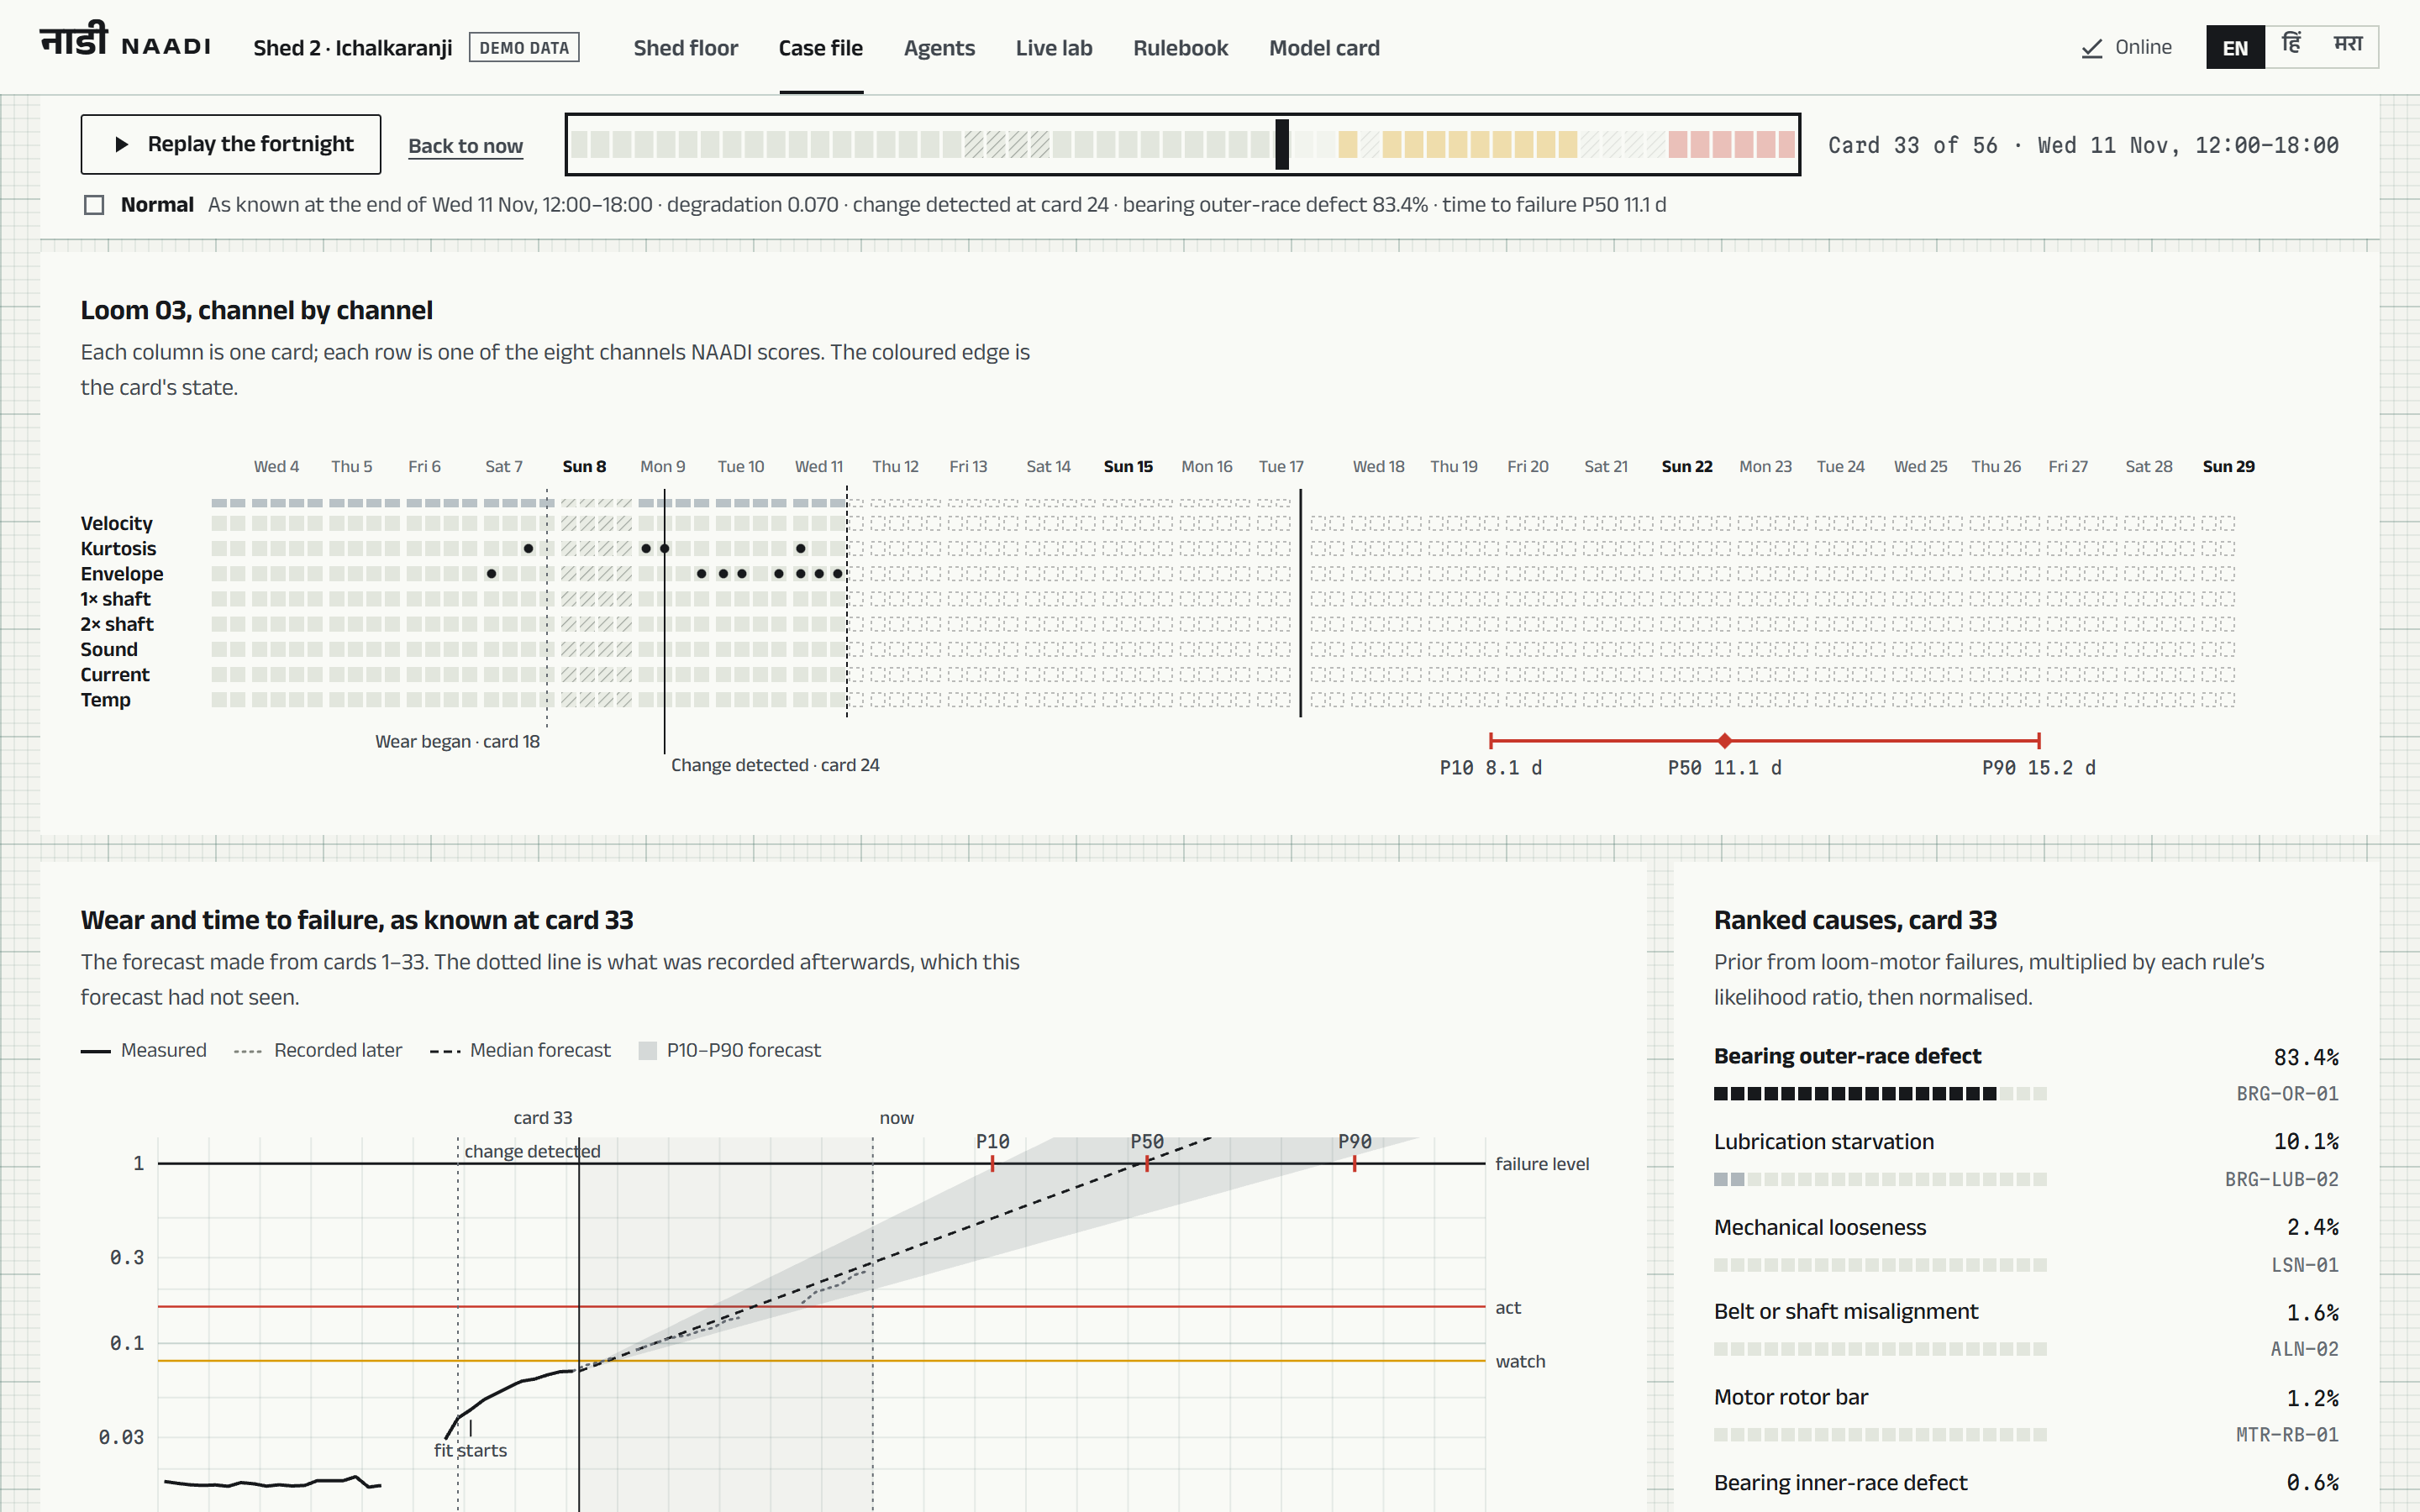 नाडी NAADI
Shed 2 · Ichalkaranji
DEMO DATA
Shed floor
Case file
Agents
Live lab
Rulebook
Model card
Online
EN
हिं
मरा
Replay the fortnight
Back to now
Card 33 of 56 · Wed 11 Nov, 12:00–18:00
Normal As known at the end of Wed 11 Nov, 12:00–18:00 · degradation 0.070 · change detected at card 24 · bearing outer-race defect 83.4% · time to failure P50 11.1 d
Loom 03, channel by channel
Each column is one card; each row is one of the eight channels NAADI scores. The coloured edge is
the card's state.
Wed 4 Thu 5 Fri 6 Sat 7 Sun 8 Mon 9 Tue 10 Wed 11 Thu 12 Fri 13 Sat 14 Sun 15 Mon 16 Tue 17 Wed 18 Thu 19 Fri 20 Sat 21 Sun 22 Mon 23 Tue 24 Wed 25 Thu 26 Fri 27 Sat 28 Sun 29
Velocity
Kurtosis
Envelope
1× shaft
2× shaft
Sound
Current
Temp
Wear began · card 18
Change detected · card 24
P10 8.1 d
P50 11.1 d
P90 15.2 d
Wear and time to failure, as known at card 33
The forecast made from cards 1–33. The dotted line is what was recorded afterwards, which this
forecast had not seen.
Measured
Recorded later
Median forecast
P10–P90 forecast
card 33
now
change detected
P10
P50
P90
1
failure level
0.3
act
0.1
watch
0.03
fit starts
Ranked causes, card 33
Prior from loom-motor failures, multiplied by each rule’s
likelihood ratio, then normalised.
Bearing outer-race defect 83.4%
BRG-OR-01
Lubrication starvation 10.1%
BRG-LUB-02
Mechanical looseness 2.4%
LSN-01
Belt or shaft misalignment 1.6%
ALN-02
Motor rotor bar 1.2%
MTR-RB-01
Bearing inner-race defect 0.6%